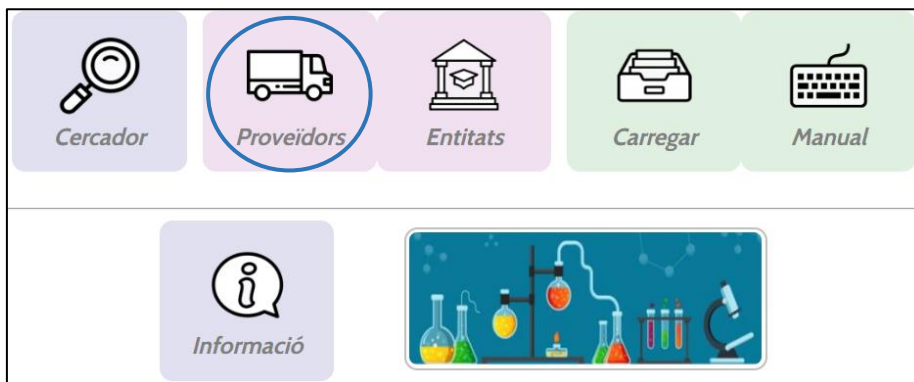 Cercador
Proveïdors
Entitats
Carregar
Manual
Informació